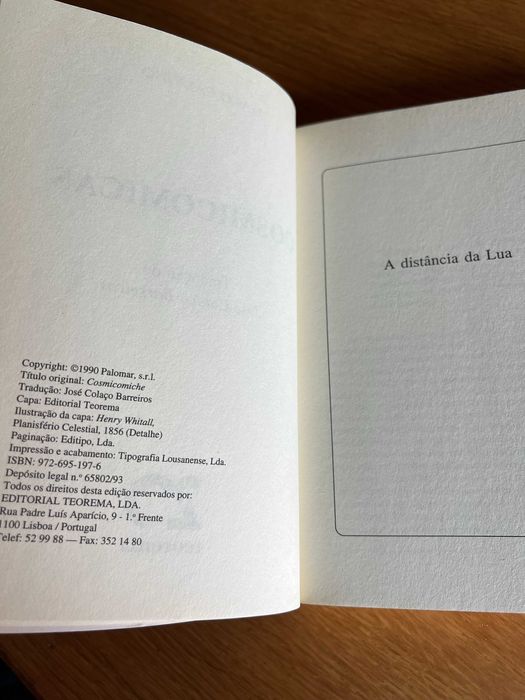 Copyright: ©1990 Palomar, s.r.l.
Título original: Cosmicomiche
Tradução: José Colaço Barreiros
Capa: Editorial Teorema
Ilustração da capa: Henry Whitall,
Planisfério Celestial, 1856 (Detalhe)
Paginação: Editipo, Lda.
Impressão e acabamento: Tipografia Lousanense, Lda.
ISBN: 972-695-197-6
Depósito legal n.º 65802/93
Todos os direitos desta edição reservados por:
EDITORIAL TEOREMA, LDA.
Rua Padre Luís Aparício, 9 - 1.º Frente
1100 Lisboa / Portugal
Telef: 52 99 88 — Fax: 352 14 80
A distância da Lua